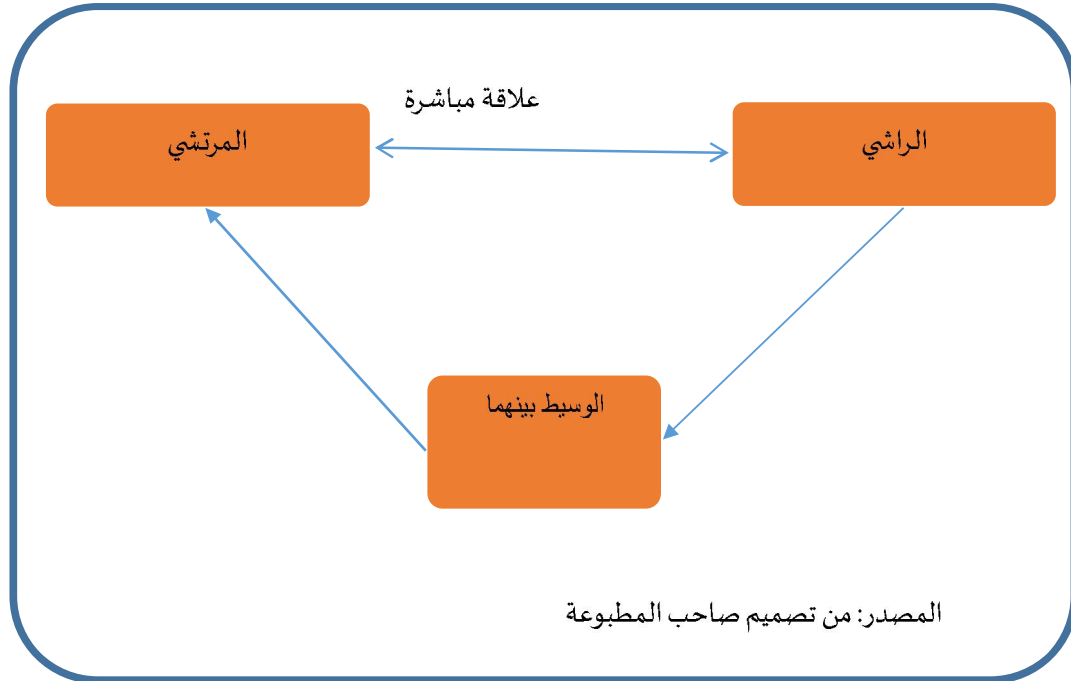 علاقة مباشرة
الراشي
المرتشي
الوسيط بينهما
المصدر: من تصميم صاحب المطبوعة